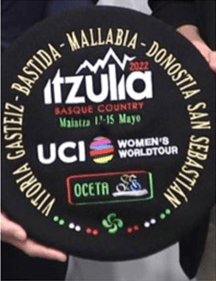 VITORIA GASTEIZ - BASTIDA - MALLABIA - DONOSTIA SAN SEBASTIÁN
2022
itzulia
BASQUE COUNTRY
Maiatza 13-15 Mayo
UCI WOMEN'S
WORLDTOUR
OCETA